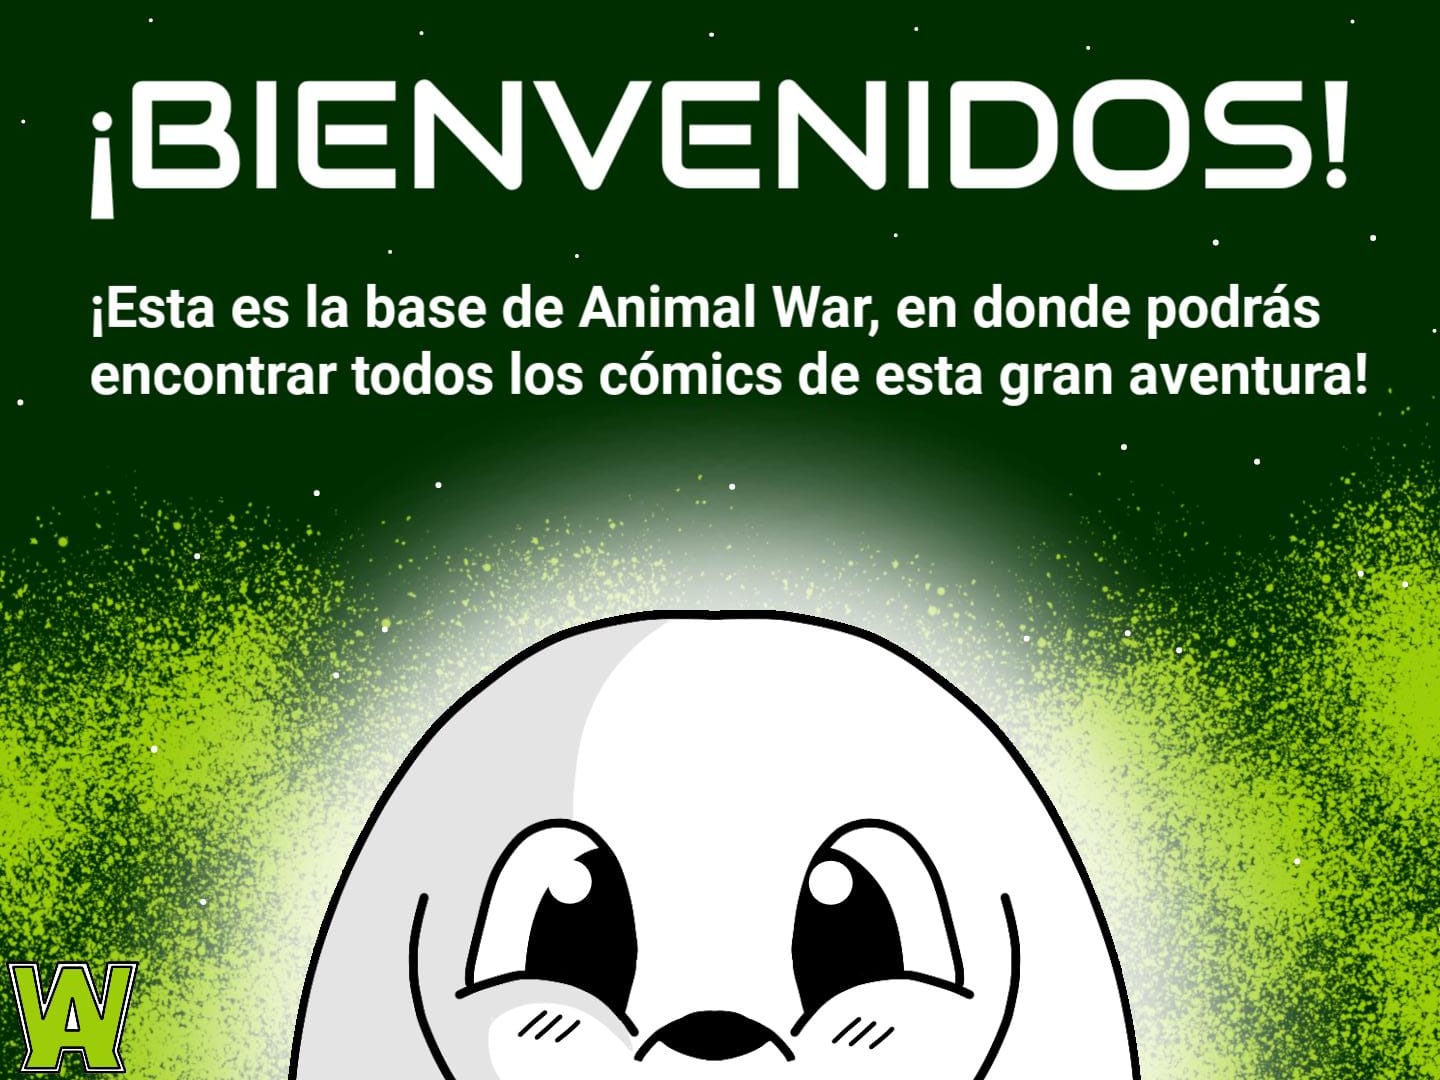 ¡BIENVENIDOS!
¡Esta es la base de Animal War, en donde podrás
encontrar todos los cómics de esta gran aventura!
AW